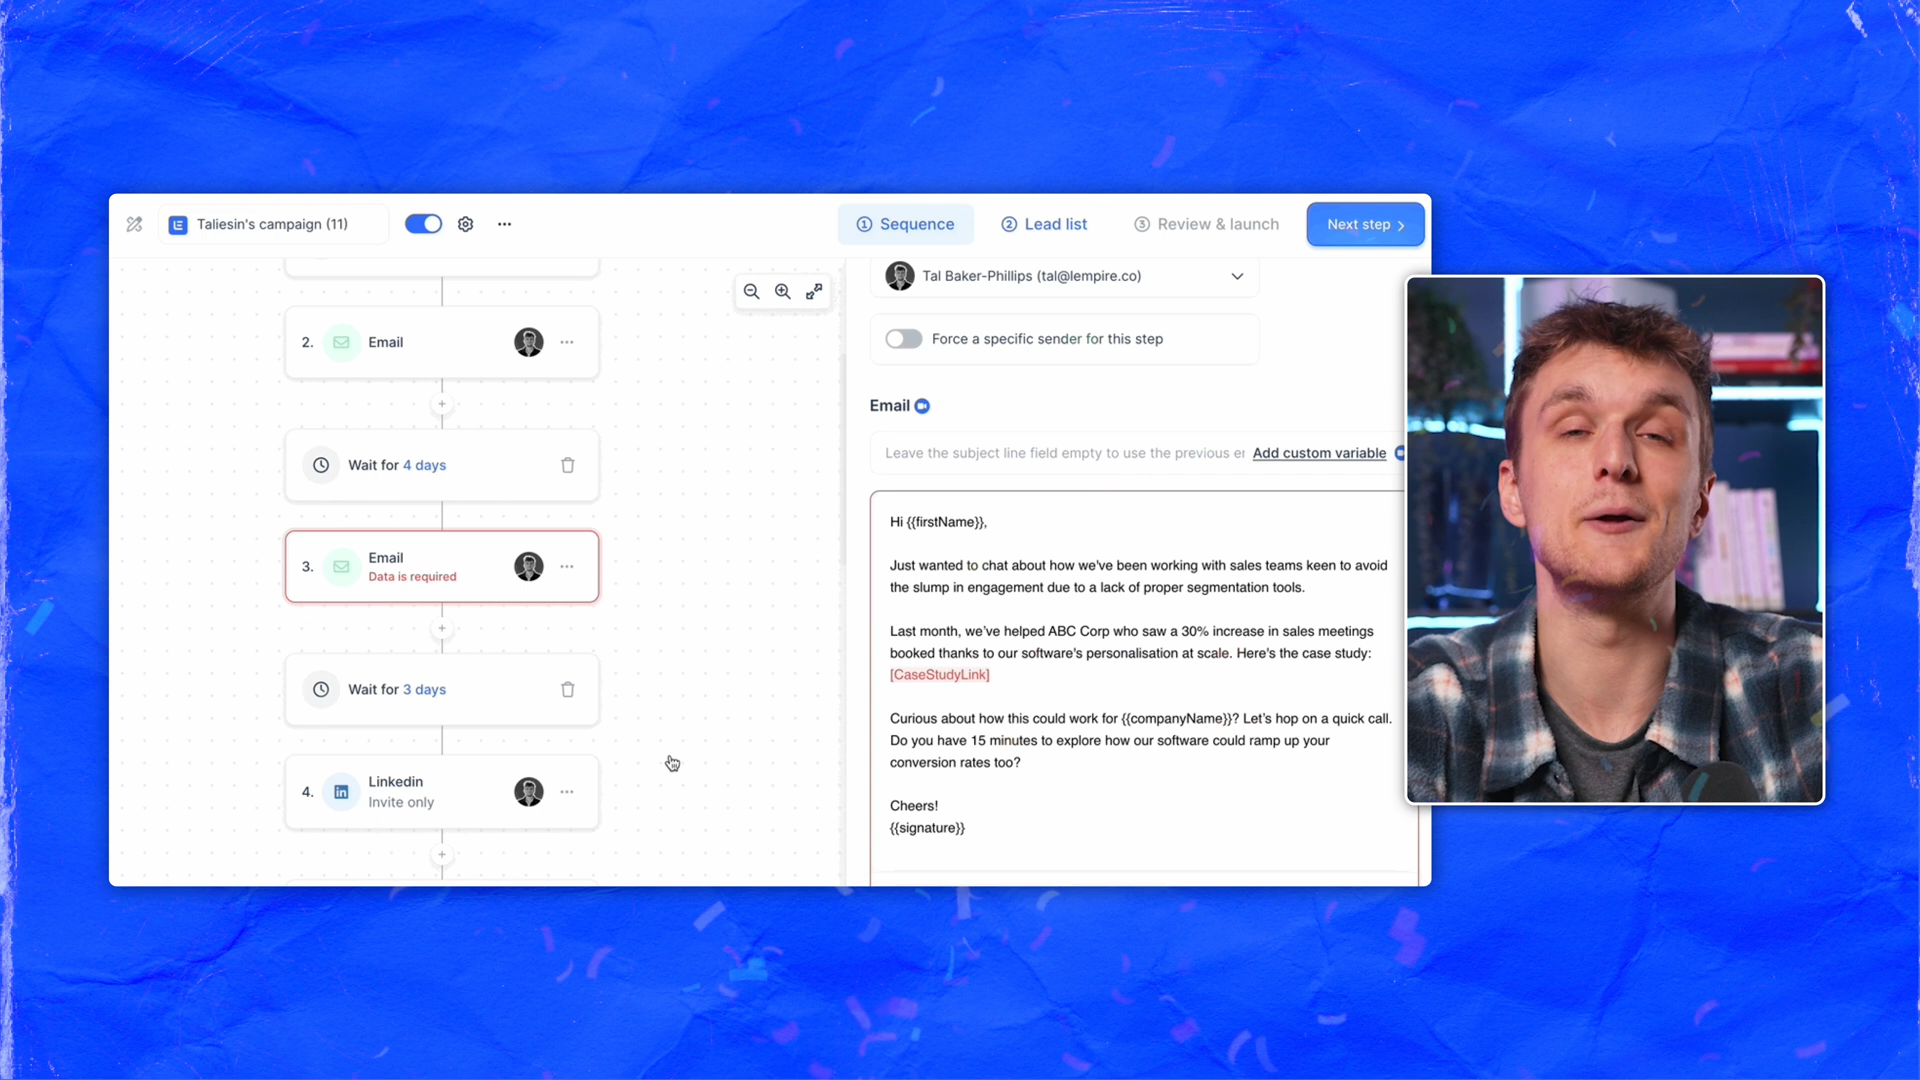 Taliesin's campaign (11)
1 Sequence
2 Lead list
3 Review & launch
Next step
2. Email
Wait for 4 days
3. Email
Data is required
Wait for 3 days
4. Linkedin
Invite only
Tal Baker-Phillips (tal@lempire.co)
Force a specific sender for this step
Email
Leave the subject line field empty to use the previous Add custom variable
Hi {{firstName}},
Just wanted to chat about how we've been working with sales teams keen to avoid
the slump in engagement due to a lack of proper segmentation tools.
Last month, we've helped ABC Corp who saw a 30% increase in sales meetings
booked thanks to our software's personalisation at scale. Here's the case study:
[CaseStudyLink]
Curious about how this could work for {{companyName}}? Let's hop on a quick call.
Do you have 15 minutes to explore how our software could ramp up your
conversion rates too?
Cheers!
{{signature}}